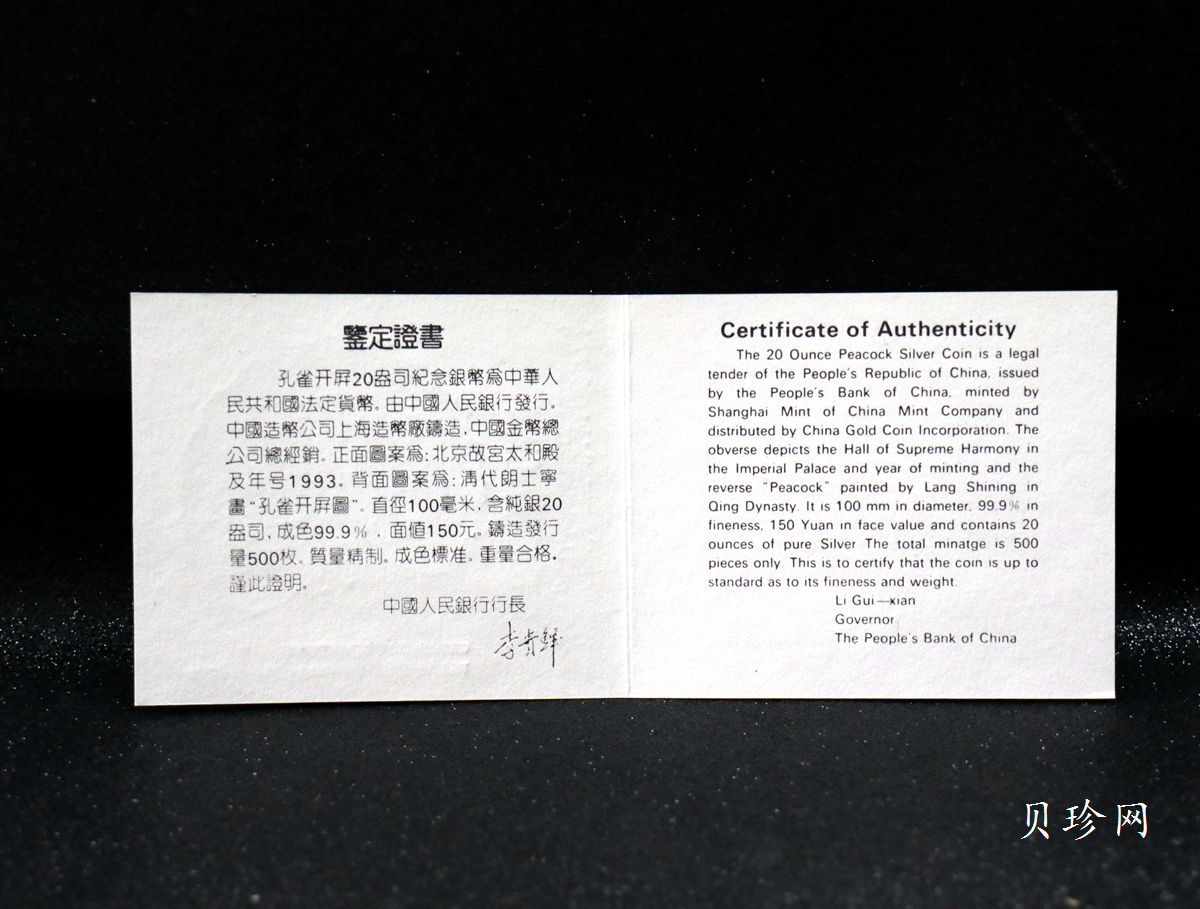 鑒定證書
孔雀开屏20盎司紀念銀幣爲中華人
民共和國法定貨幣。由中國人民銀行發行。
中國造幣公司上海造幣廠鑄造,中國金幣總
公司總經銷。正面圖案爲:北京故宮太和殿
及年号1993。背面圖案爲:清代朗士寧
畫“孔雀开屏圖”。直徑100毫米,含純銀20
盎司,成色99.9%,面值150元。鑄造發行
量500枚。質量精制。成色標准。重量合格。
謹此證明。
中國人民銀行行長
李贵鲜
Certificate of Authenticity
The 20 Ounce Peacock Silver Coin is a legal
tender of the People's Republic of China, issued
by the People's Bank of China, minted by
Shanghai Mint of China Mint Company and
distributed by China Gold Coin Incorporation. The
obverse depicts the Hall of Supreme Harmony in
the Imperial Palace and year of minting and the
reverse "Peacock" painted by Lang Shining in
Qing Dynasty. It is 100 mm in diameter, 99.9% in
fineness, 150 Yuan in face value and contains 20
ounces of pure Silver The total minatge is 500
pieces only. This is to certify that the coin is up to
standard as to its fineness and weight.
Li Gui—xian
Governor
The People's Bank of China
贝珍网